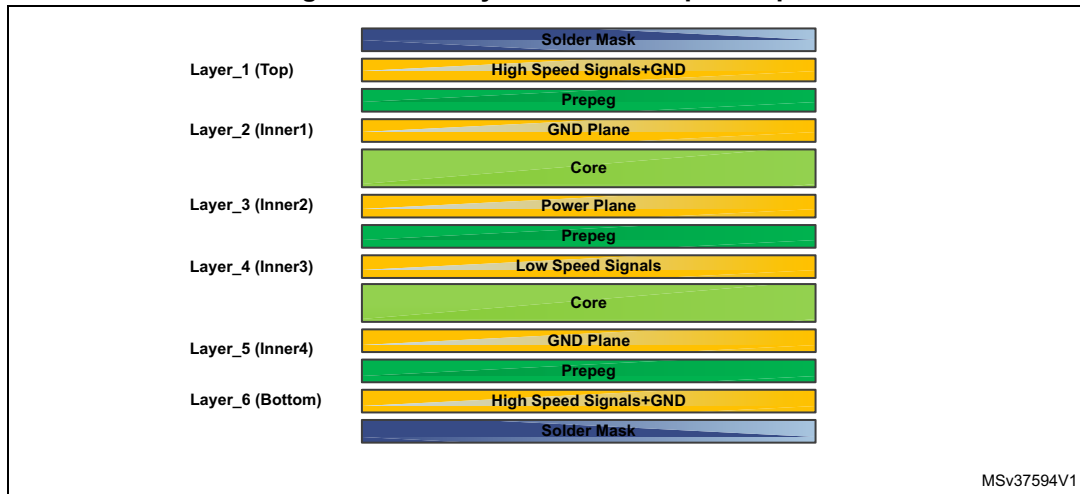 Solder Mask
Layer_1 (Top) High Speed Signals+GND
Prepeg
Layer_2 (Inner1) GND Plane
Core
Layer_3 (Inner2) Power Plane
Prepeg
Layer_4 (Inner3) Low Speed Signals
Core
Layer_5 (Inner4) GND Plane
Prepeg
Layer_6 (Bottom) High Speed Signals+GND
Solder Mask
MSv37594V1